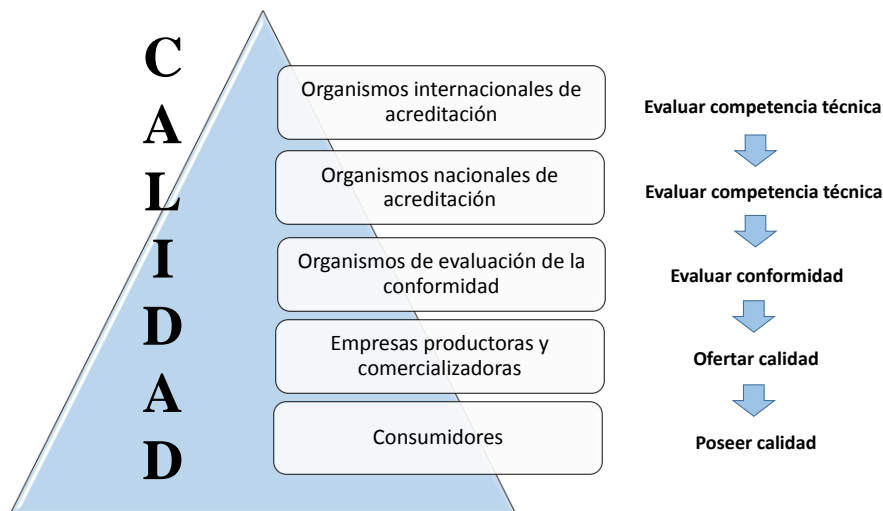 C
A
L
I
D
A
D
Organismos internacionales de
acreditación
Evaluar competencia técnica
Organismos nacionales de
acreditación
Evaluar competencia técnica
Organismos de evaluación de la
conformidad
Evaluar conformidad
Empresas productoras y
comercializadoras
Ofertar calidad
Consumidores
Poseer calidad